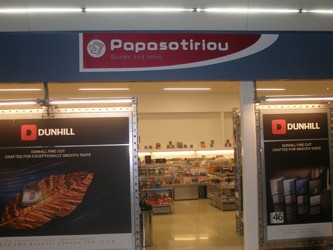 Papasotiriou
Books and more
DUNHILL
DUNHILL FINE CUT
CRAFTED FOR EXCEPTIONALLY SMOOTH TASTE
DUNHILL
DUNHILL FINE CUT
CRAFTED FOR EXCEPTIONALLY SMOOTH TASTE
46